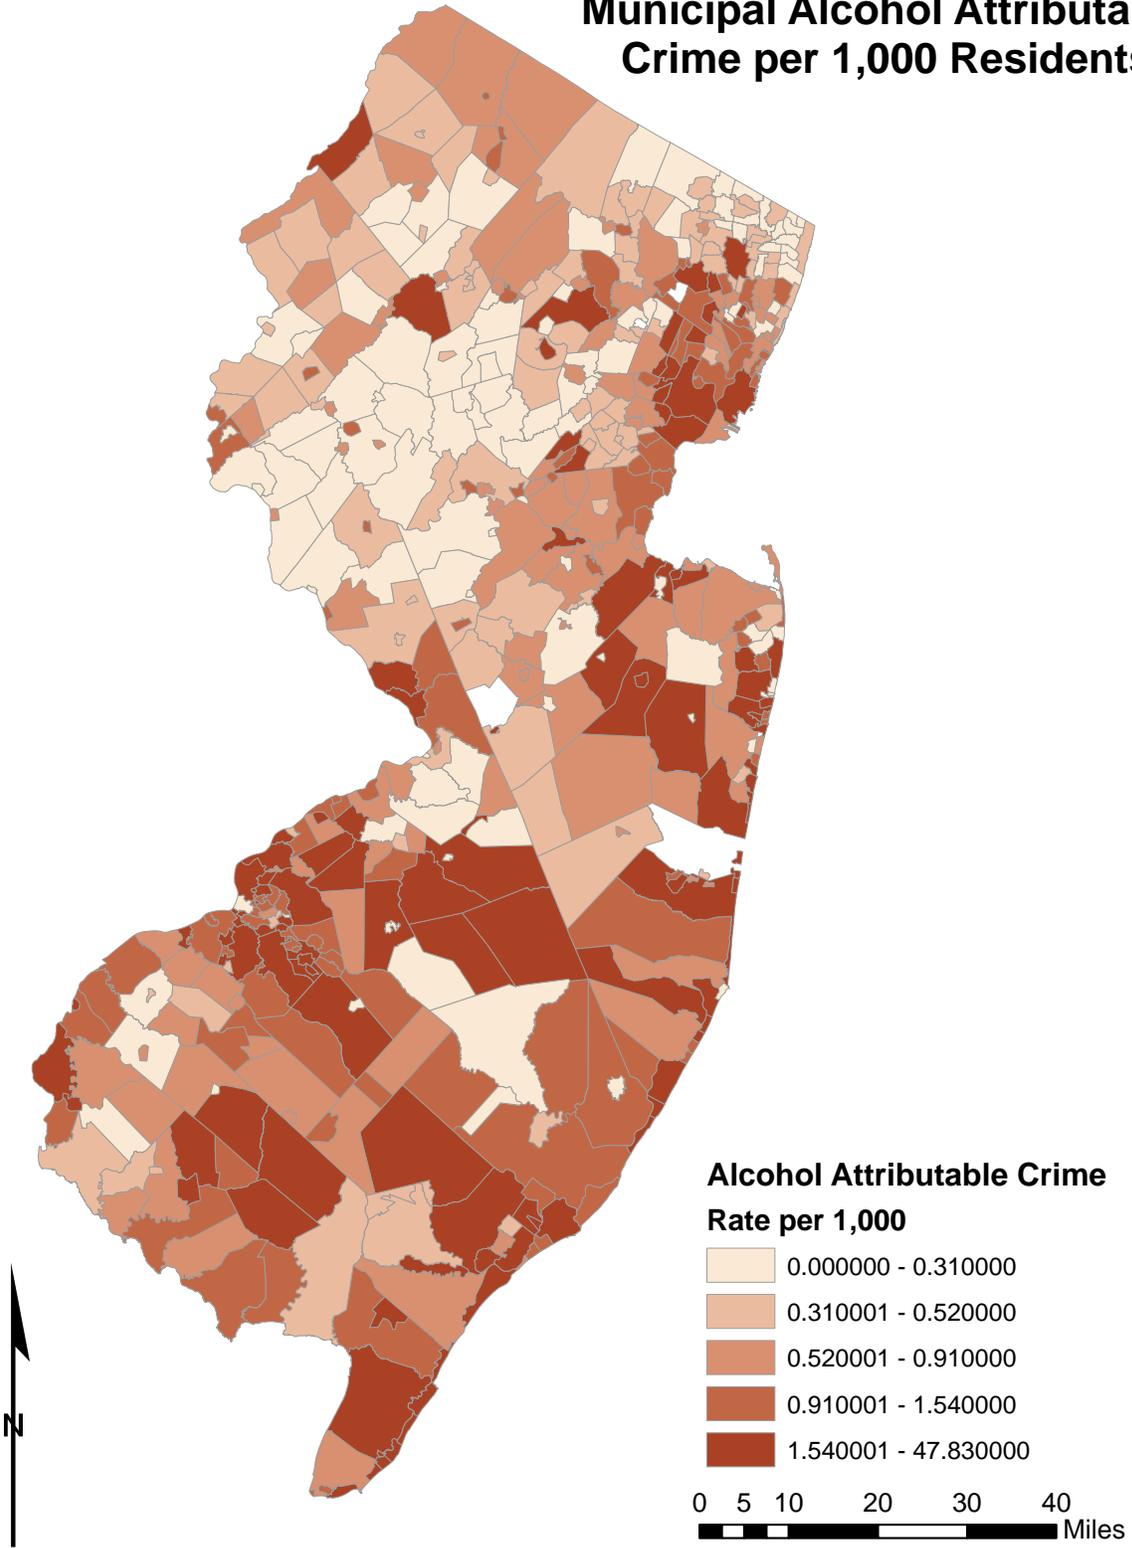 Municipal Alcohol Attributa
Crime per 1,000 Residents
Alcohol Attributable Crime
Rate per 1,000
0.000000 - 0.310000
0.310001 - 0.520000
0.520001 - 0.910000
0.910001 - 1.540000
1.540001 - 47.830000
0 5 10 20 30 40
Miles
N